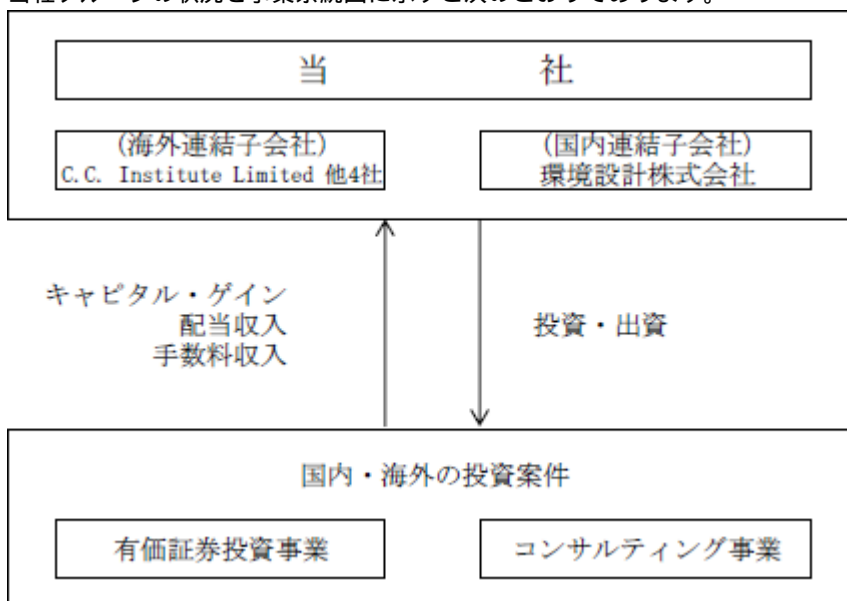 当社
(海外連結子会社)
C.C. Institute Limited 他4社
(国内連結子会社)
環境設計株式会社
キャピタル・ゲイン
配当収入
手数料収入
投資・出資
国内・海外の投資案件
有価証券投資事業
コンサルティング事業